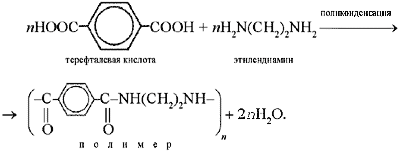 nHOOC COOH + nH₂N(CH₂)₂NH₂ поликонденсация
терефталевая кислота этилендиамин
→ (–C C–NH(CH₂)₂NH–)ₙ + 2nH₂O.
O O
полимер